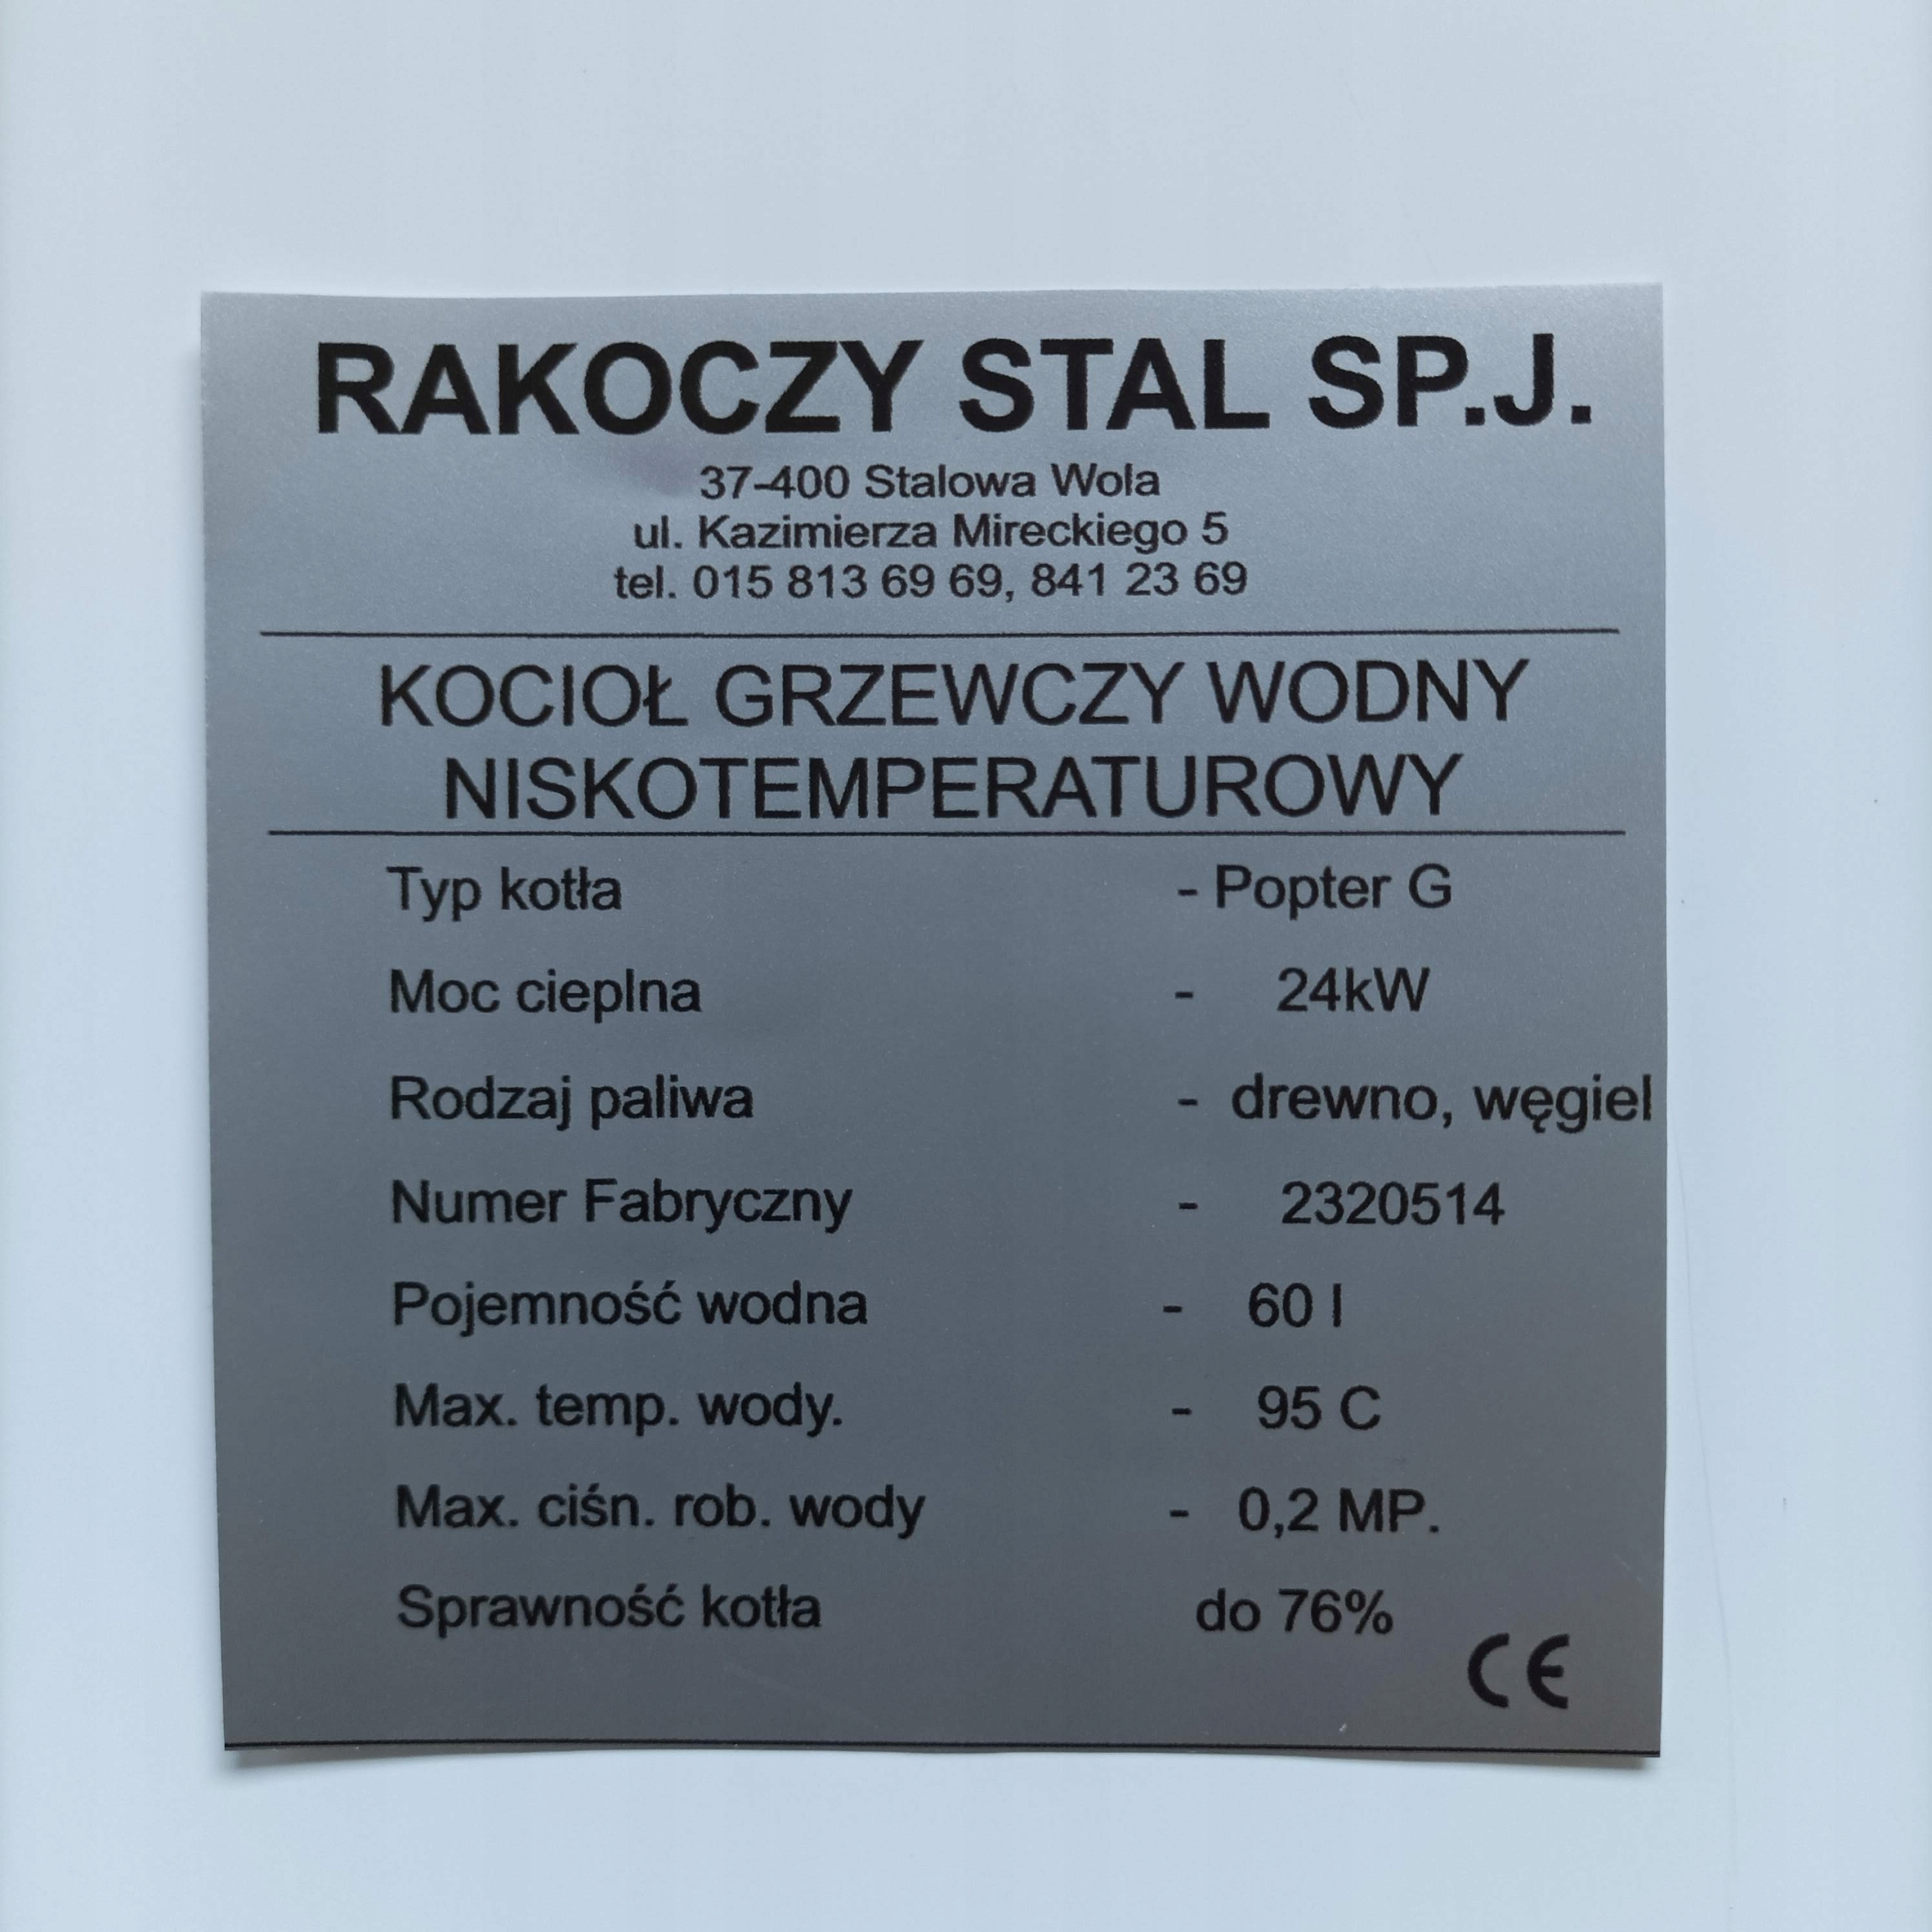 RAKOCZY STAL SP.J.
37-400 Stalowa Wola
ul. Kazimierza Mireckiego 5
tel. 015 813 69 69, 841 23 69
KOCIOŁ GRZEWCZY WODNY
NISKOTEMPERATUROWY
Typ kotła - Popter G
Moc cieplna - 24kW
Rodzaj paliwa - drewno, węgiel
Numer Fabryczny - 2320514
Pojemność wodna - 60 l
Max. temp. wody. - 95 C
Max. ciśn. rob. wody - 0,2 MP.
Sprawność kotła do 76%
CE